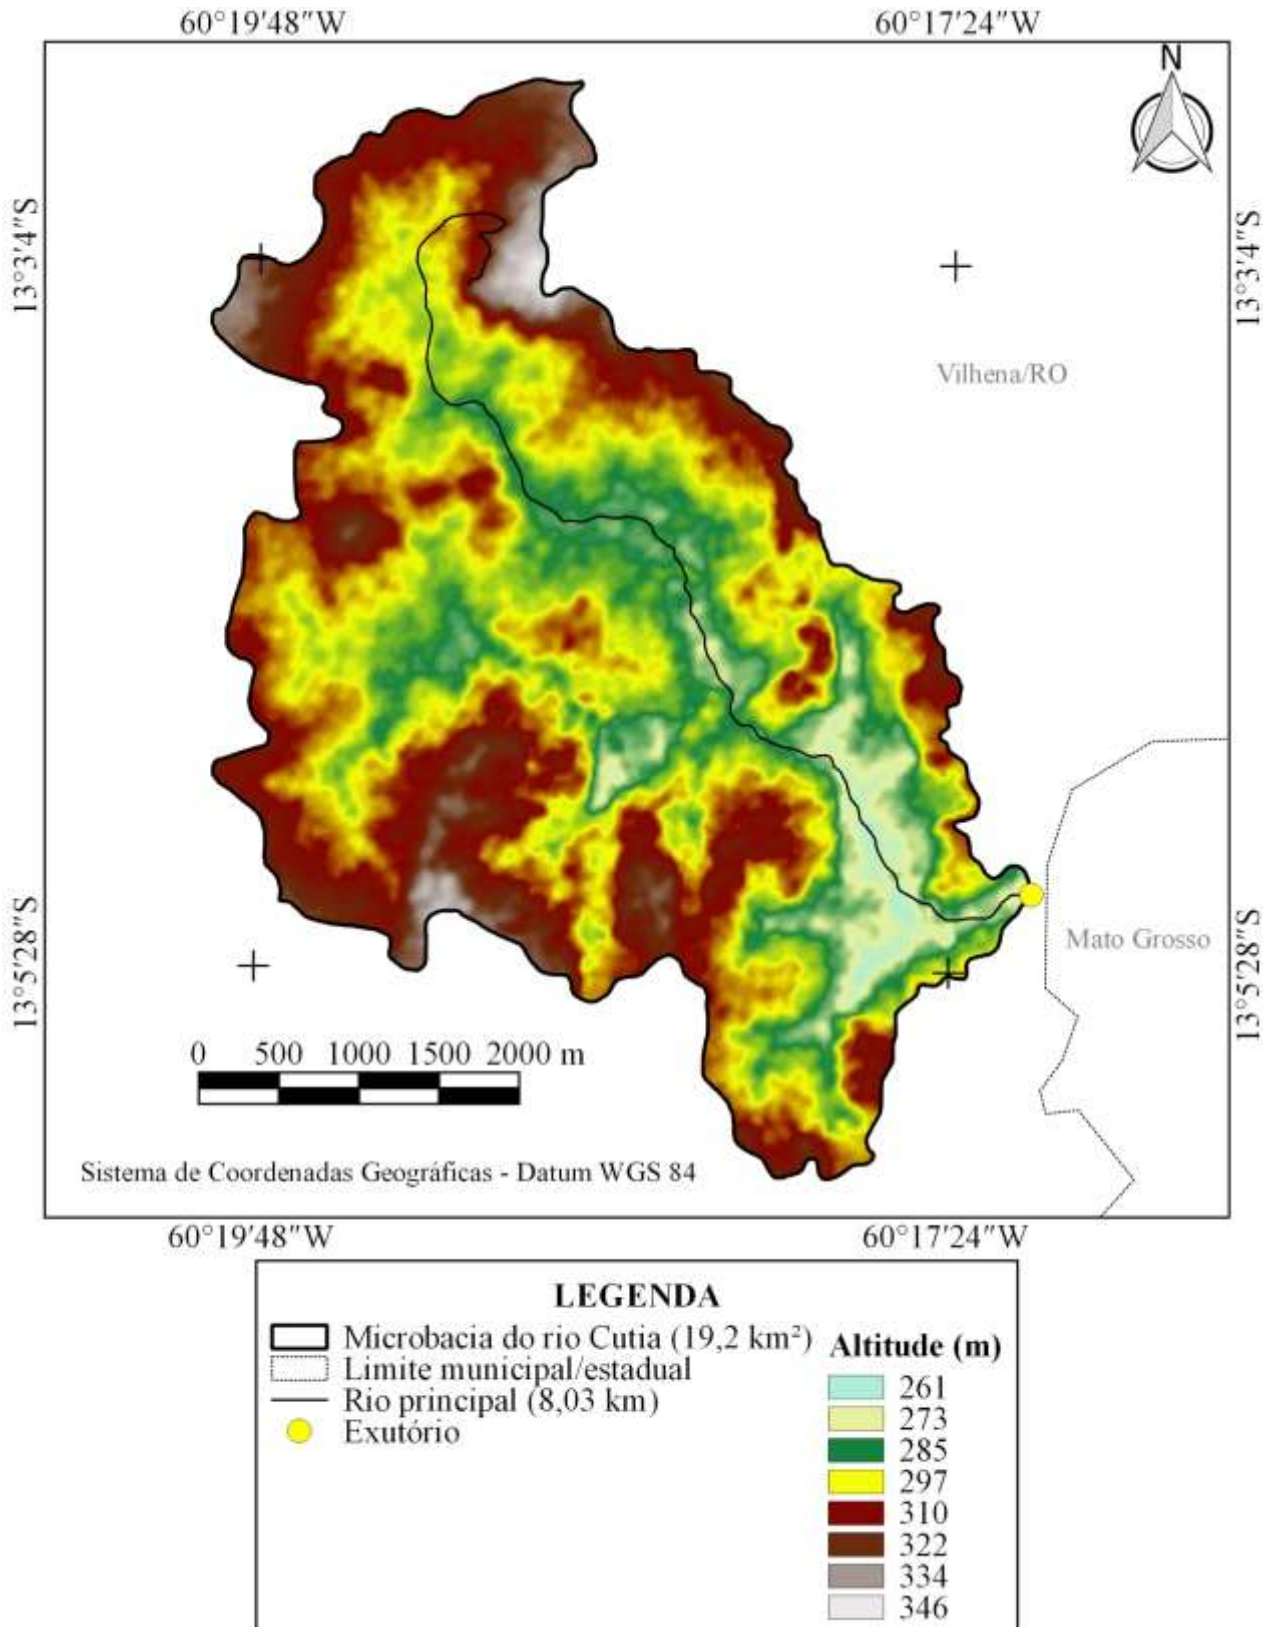 60°19'48"W 60°17'24"W
N
13°3'4"S 13°3'4"S
Vilhena/RO
Mato Grosso
13°5'28"S 13°5'28"S
0 500 1000 1500 2000 m
Sistema de Coordenadas Geográficas - Datum WGS 84
60°19'48"W 60°17'24"W
LEGENDA
Microbacia do rio Cutia (19,2 km²)
Limite municipal/estadual
Rio principal (8,03 km)
Exutório
Altitude (m)
261
273
285
297
310
322
334
346